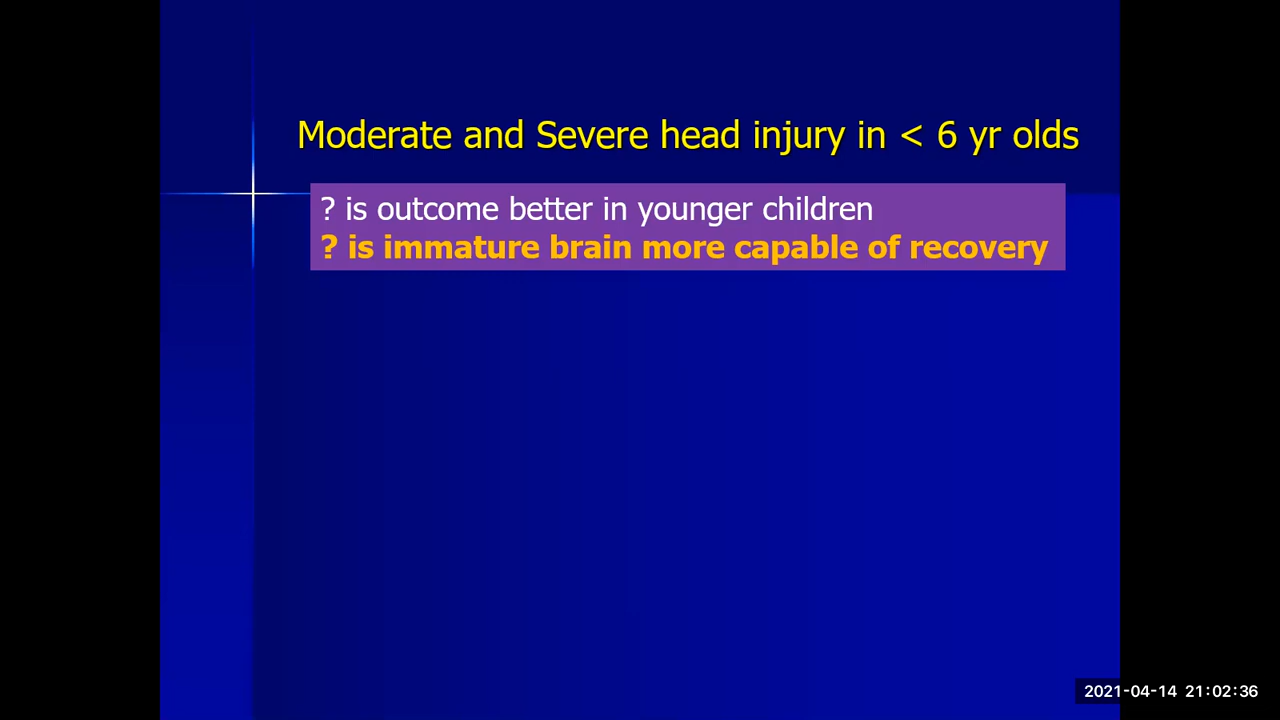 Moderate and Severe head injury in < 6 yr olds
? is outcome better in younger children
? is immature brain more capable of recovery
2021-04-14 21:02:36